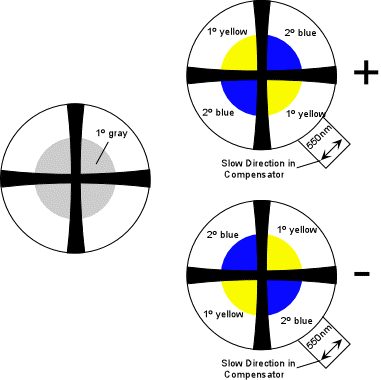 1º gray
1º yellow
2º blue
2º blue
1º yellow
550nm
Slow Direction in
Compensator
+
2º blue
1º yellow
1º yellow
2º blue
550nm
Slow Direction in
Compensator
-